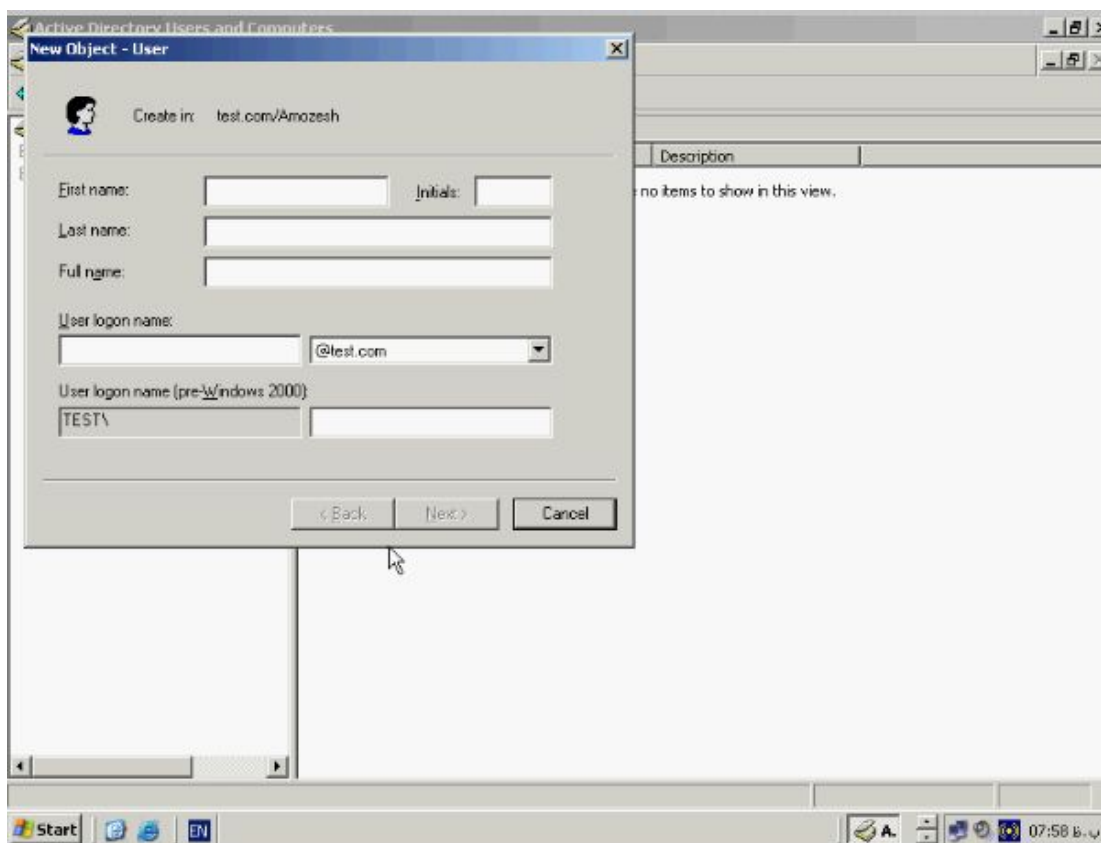 Active Directory Users and Computers
New Object - User
Create in: test.com/Amozesh
Description
First name:
Initials:
no items to show in this view.
Last name:
Full name:
User logon name:
@test.com
User logon name (pre-Windows 2000):
TEST\
< Back
Next >
Cancel
Start
EN
A.
07:58 ب.ظ